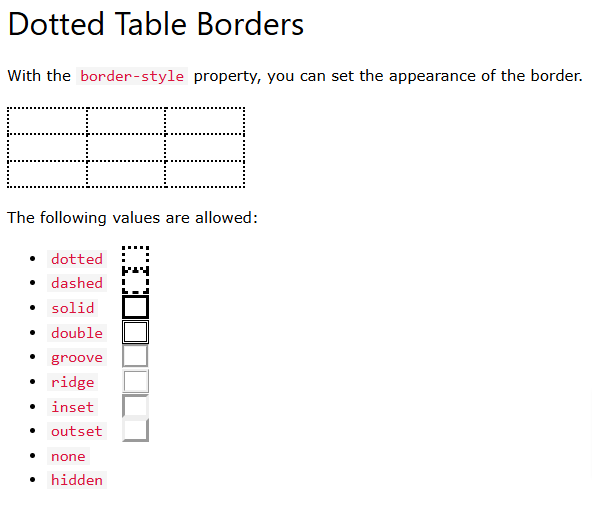 Dotted Table Borders
With the border-style property, you can set the appearance of the border.
The following values are allowed:
dotted
dashed
solid
double
groove
ridge
inset
outset
none
hidden